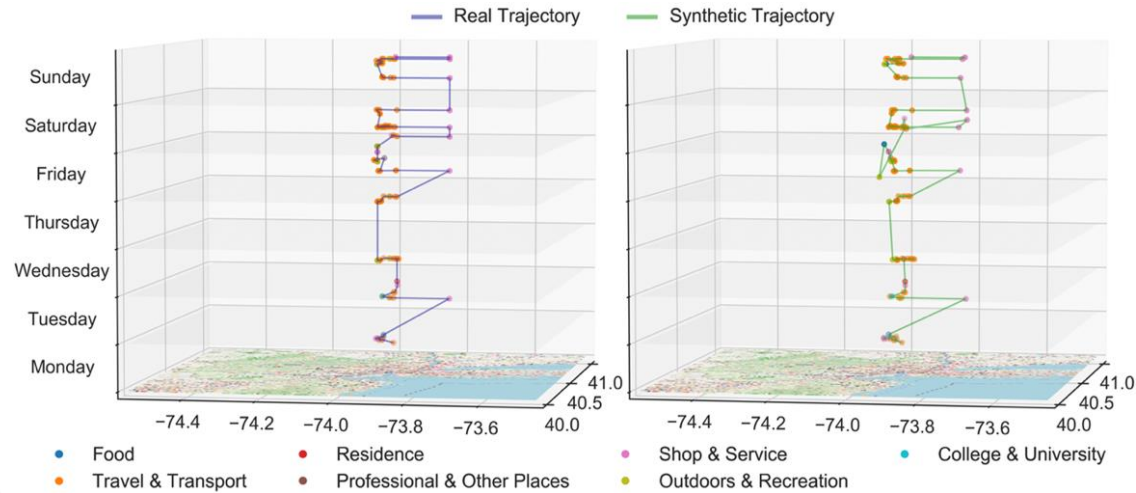 Real Trajectory Synthetic Trajectory
Sunday
Saturday
Friday
Thursday
Wednesday
Tuesday
Monday
41.0 41.0
40.5 40.5
−74.4 −74.2 −74.0 −73.8 −73.6 40.0 −74.4 −74.2 −74.0 −73.8 −73.6 40.0
Food Residence Shop & Service College & University
Travel & Transport Professional & Other Places Outdoors & Recreation